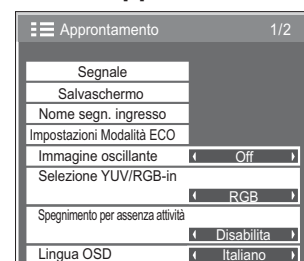 Approntamento 1/2
Segnale
Salvaschermo
Nome segn. ingresso
Impostazioni Modalità ECO
Immagine oscillante Off
Selezione YUV/RGB-in
RGB
Spegnimento per assenza attività
Disabilita
Lingua OSD Italiano